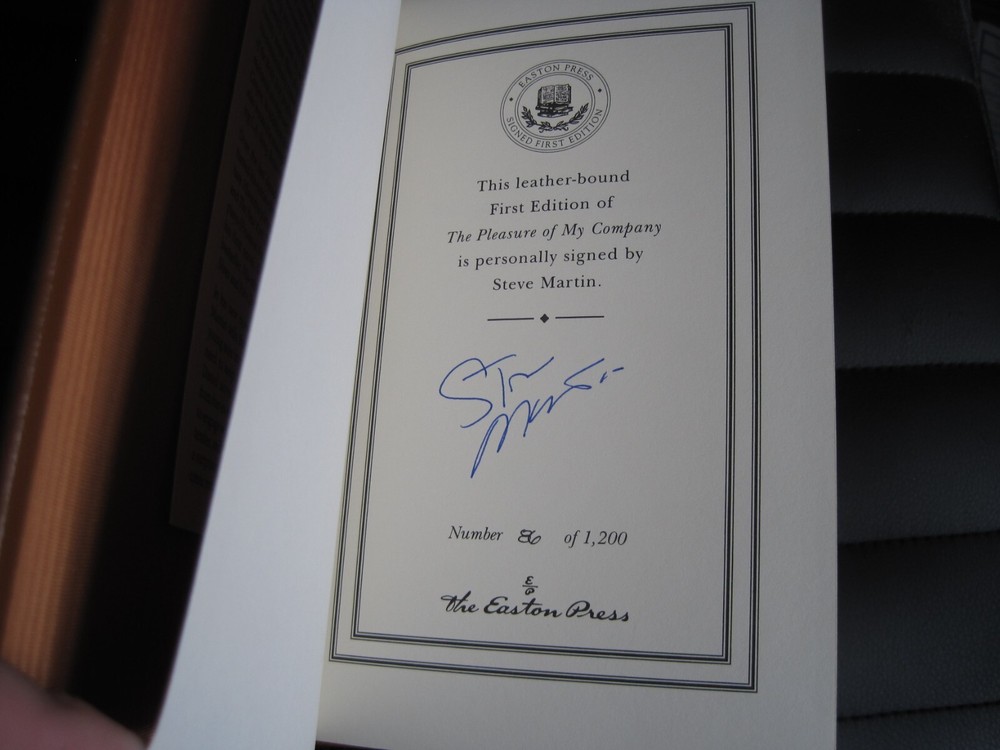 EASTON PRESS
SIGNED FIRST EDITION
This leather-bound
First Edition of
The Pleasure of My Company
is personally signed by
Steve Martin.
Number 86 of 1,200
E
P
the Easton Press